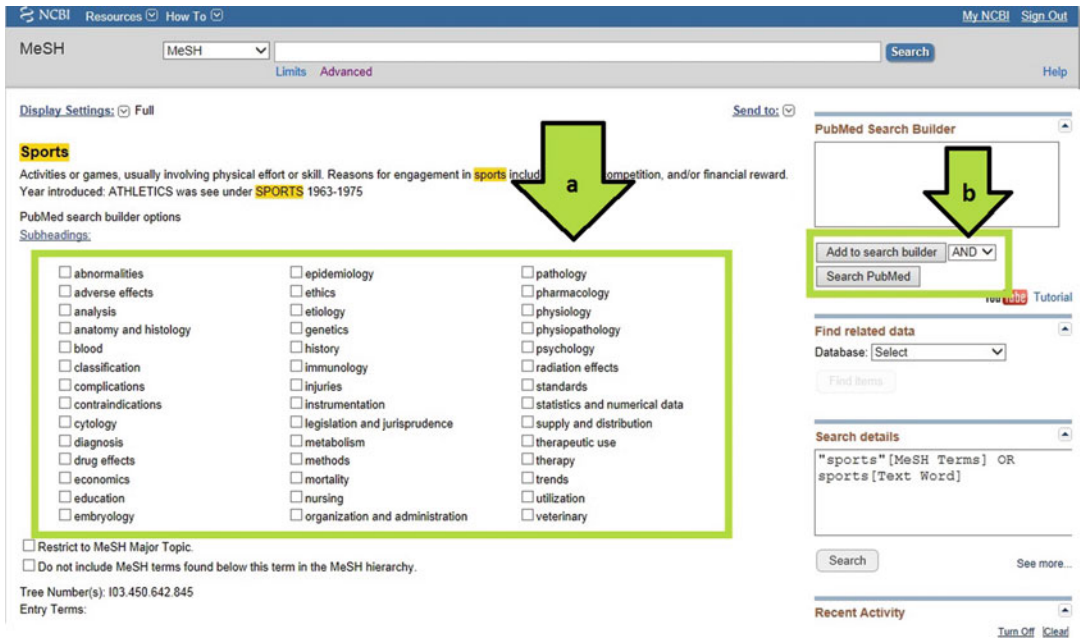 NCBI Resources How To My NCBI Sign Out
MeSH MeSH Search
Limits Advanced Help
Display Settings: Full Send to:
Sports
Activities or games, usually involving physical effort or skill. Reasons for engagement in sports includ ompetition, and/or financial reward.
Year introduced: ATHLETICS was see under SPORTS 1963-1975
PubMed search builder options
Subheadings:
a
abnormalities epidemiology pathology
adverse effects ethics pharmacology
analysis etiology physiology
anatomy and histology genetics physiopathology
blood history psychology
classification immunology radiation effects
complications injuries standards
contraindications instrumentation statistics and numerical data
cytology legislation and jurisprudence supply and distribution
diagnosis metabolism therapeutic use
drug effects methods therapy
economics mortality trends
education nursing utilization
embryology organization and administration veterinary
Restrict to MeSH Major Topic.
Do not include MeSH terms found below this term in the MeSH hierarchy.
Tree Number(s): I03.450.642.845
Entry Terms:
PubMed Search Builder
b
Add to search builder AND
Search PubMed
YouTube Tutorial
Find related data
Database: Select
Find items
Search details
"sports"[MeSH Terms] OR
sports[Text Word]
Search See more...
Recent Activity
Turn Off Clear